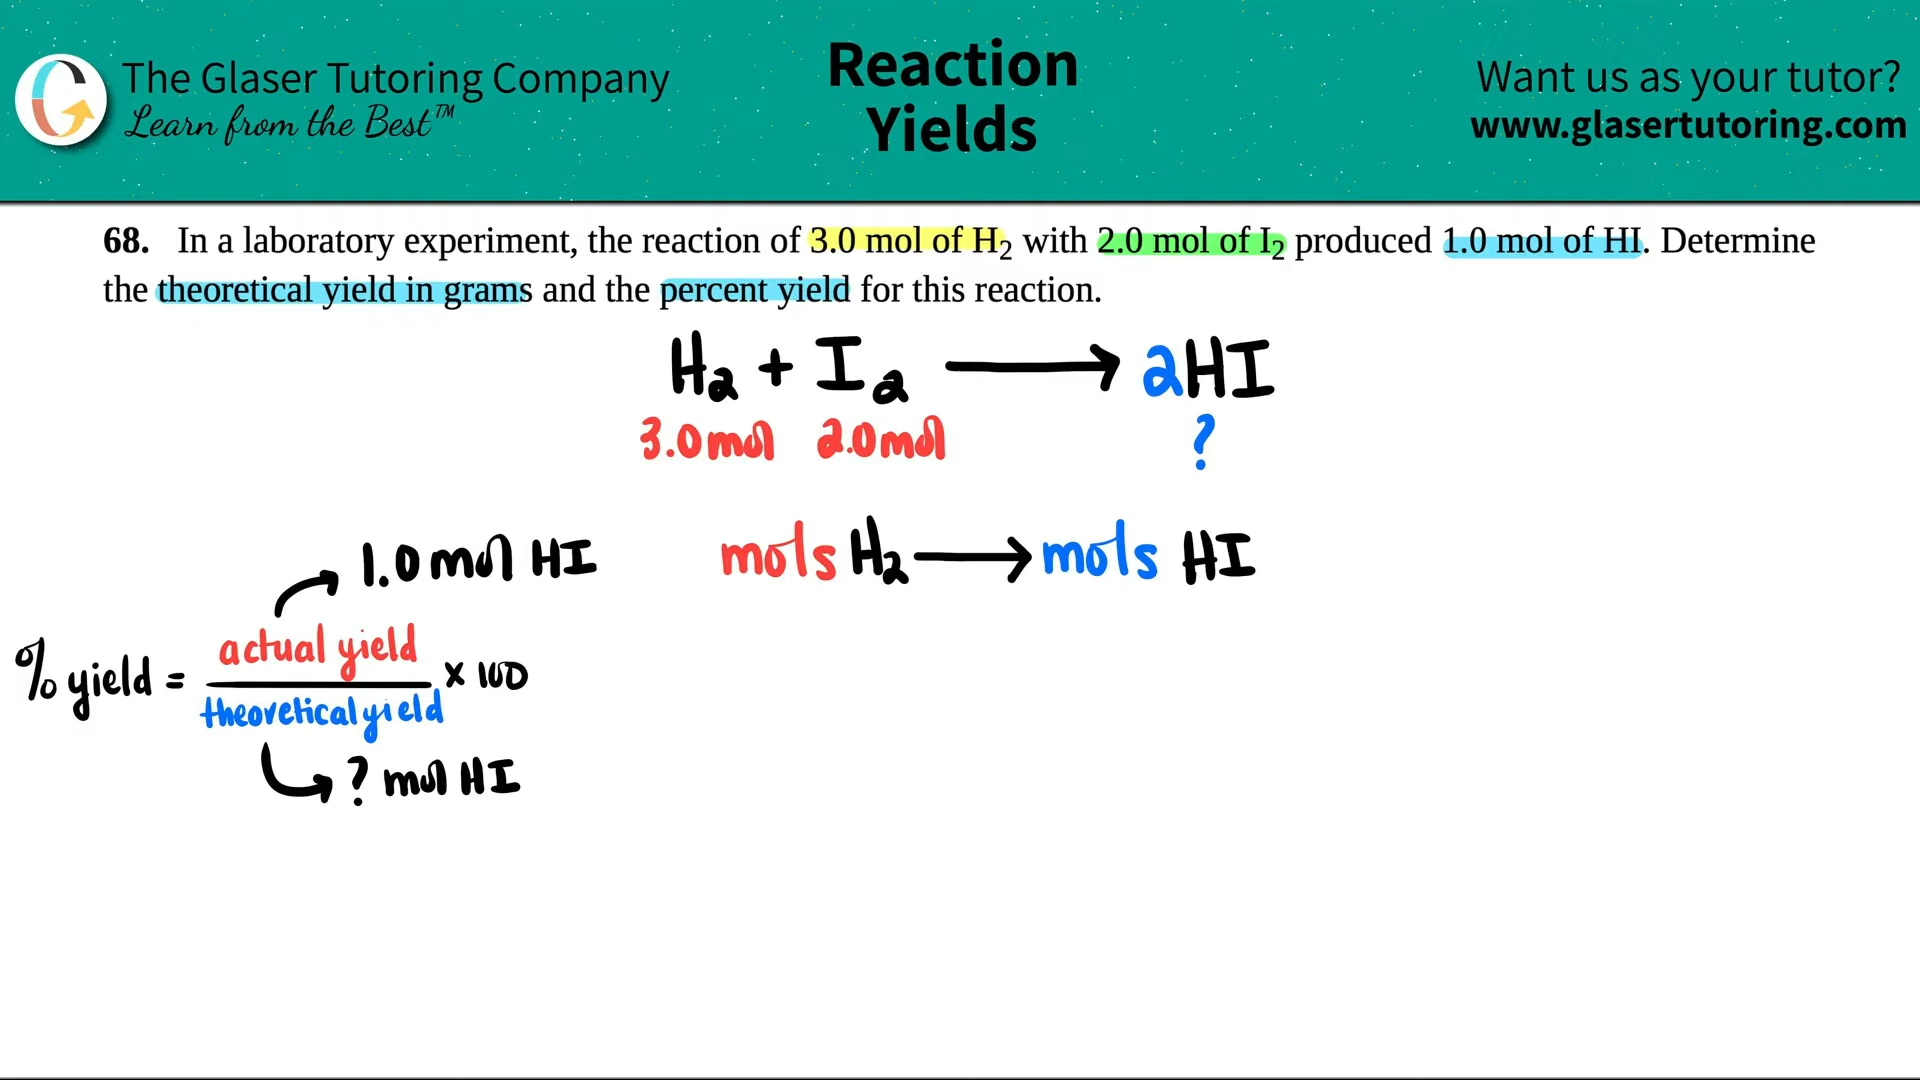 The Glaser Tutoring Company
Learn from the Best™
Reaction
Yields
Want us as your tutor?
www.glasertutoring.com
68. In a laboratory experiment, the reaction of 3.0 mol of H₂ with 2.0 mol of I₂ produced 1.0 mol of HI. Determine
the theoretical yield in grams and the percent yield for this reaction.
H₂ + I₂ → 2HI
3.0 mol 2.0 mol ?
mols H₂ → mols HI
1.0 mol HI
% yield = actual yield / theoretical yield x 100
? mol HI